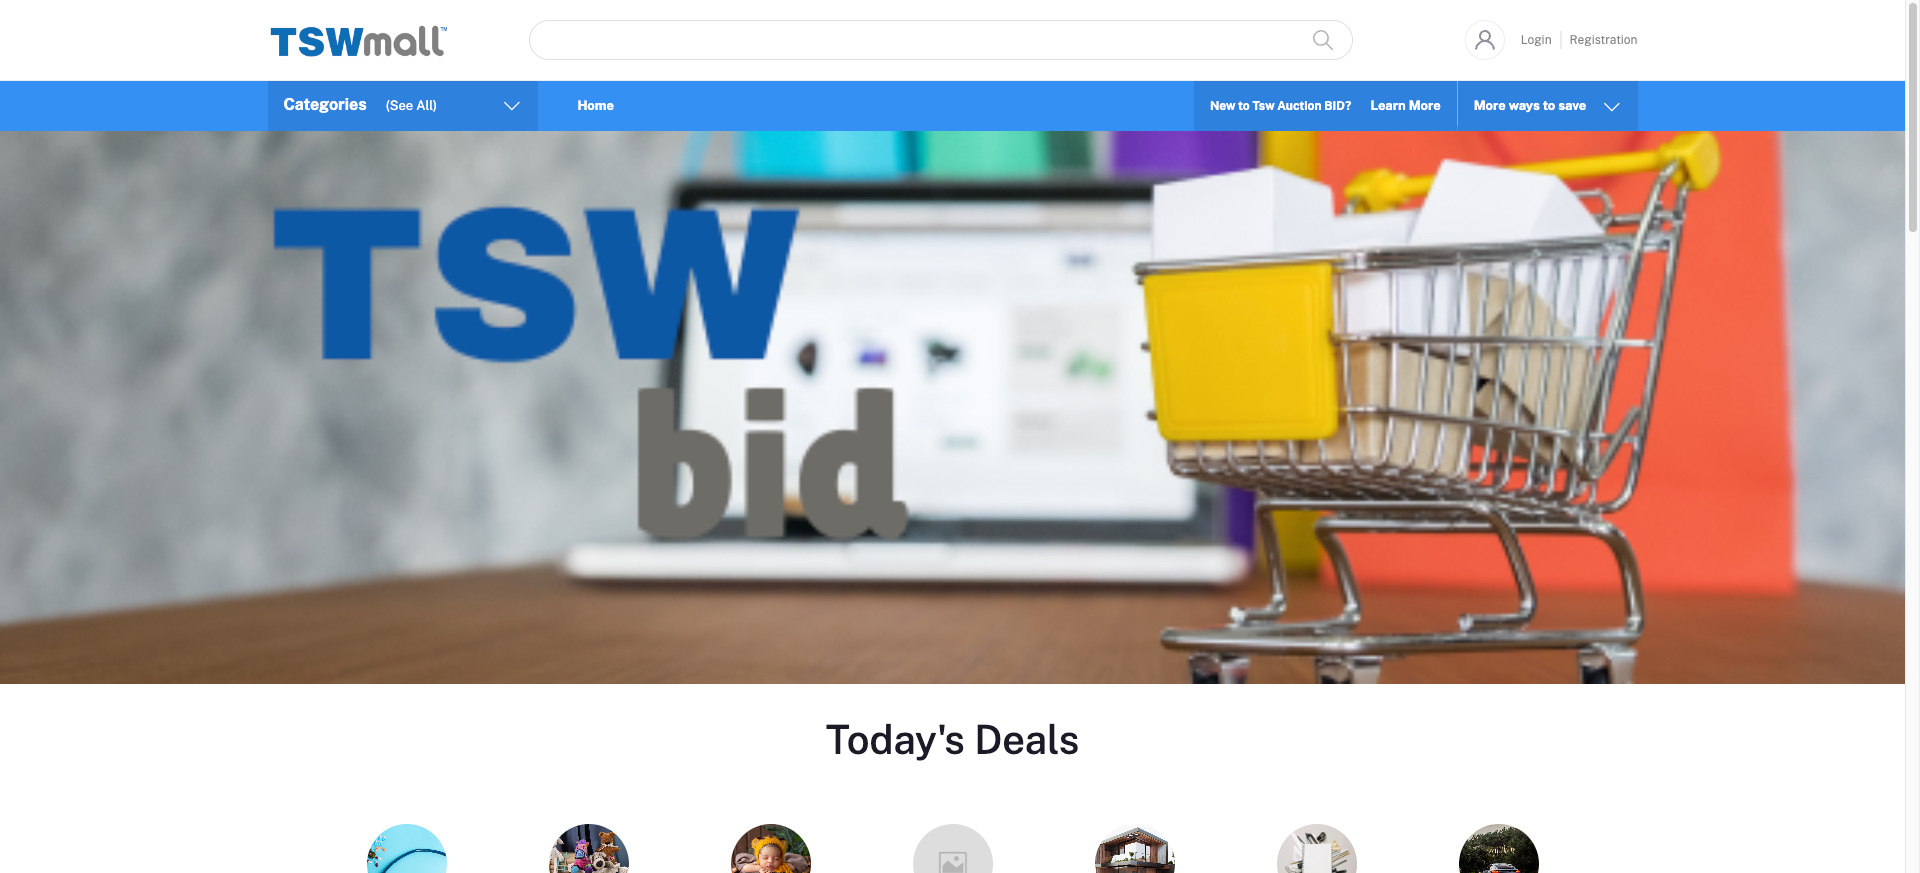 TSWmall™
Login
Registration
Categories (See All)
Home
New to Tsw Auction BID? Learn More
More ways to save
TSW
bid
Today's Deals